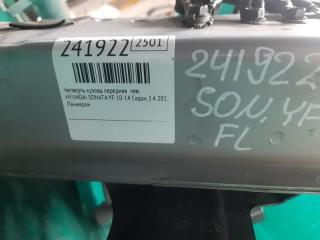 241922 2501
Четверть кузова передняя лев.
HYUNDAI SONATA YF 10-14 Седан 2.4 201
Лонжерон
241922
SON. YF
FL